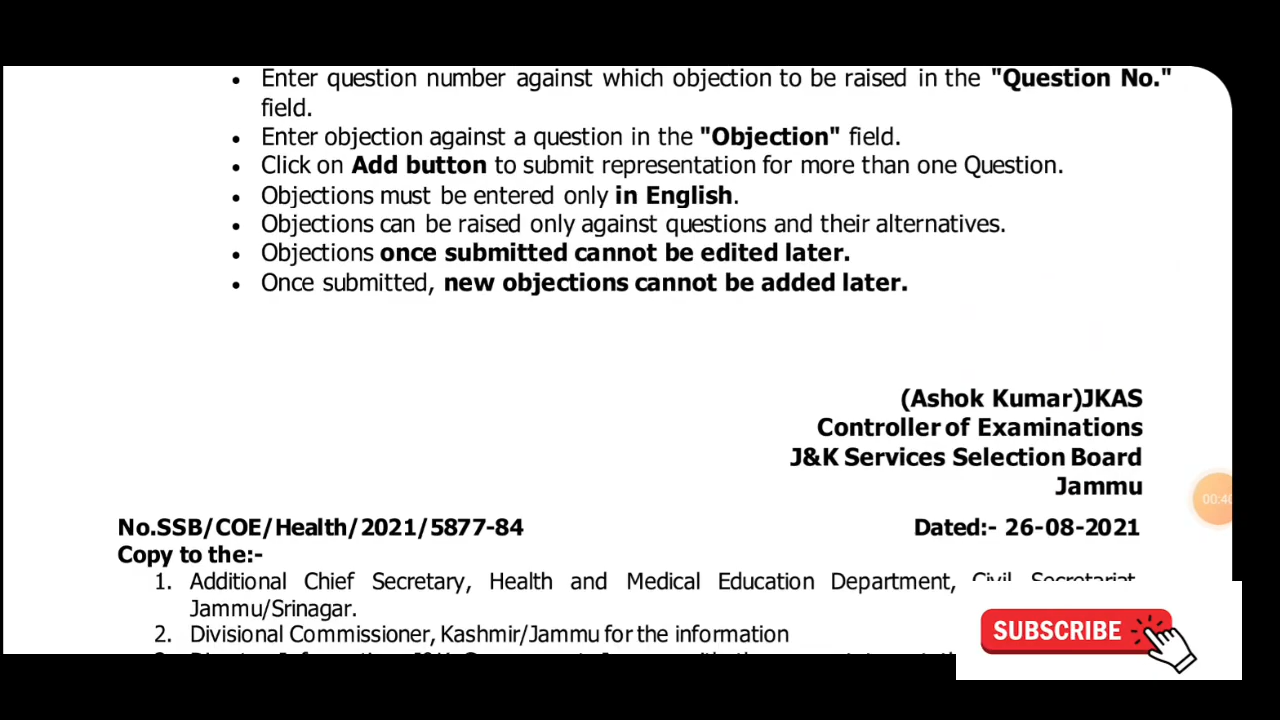 • Enter question number against which objection to be raised in the "Question No."
field.
• Enter objection against a question in the "Objection" field.
• Click on Add button to submit representation for more than one Question.
• Objections must be entered only in English.
• Objections can be raised only against questions and their alternatives.
• Objections once submitted cannot be edited later.
• Once submitted, new objections cannot be added later.
(Ashok Kumar)JKAS
Controller of Examinations
J&K Services Selection Board
Jammu
No.SSB/COE/Health/2021/5877-84 Dated:- 26-08-2021
Copy to the:-
1. Additional Chief Secretary, Health and Medical Education Department, Civil Secretariat,
Jammu/Srinagar.
2. Divisional Commissioner, Kashmir/Jammu for the information
SUBSCRIBE